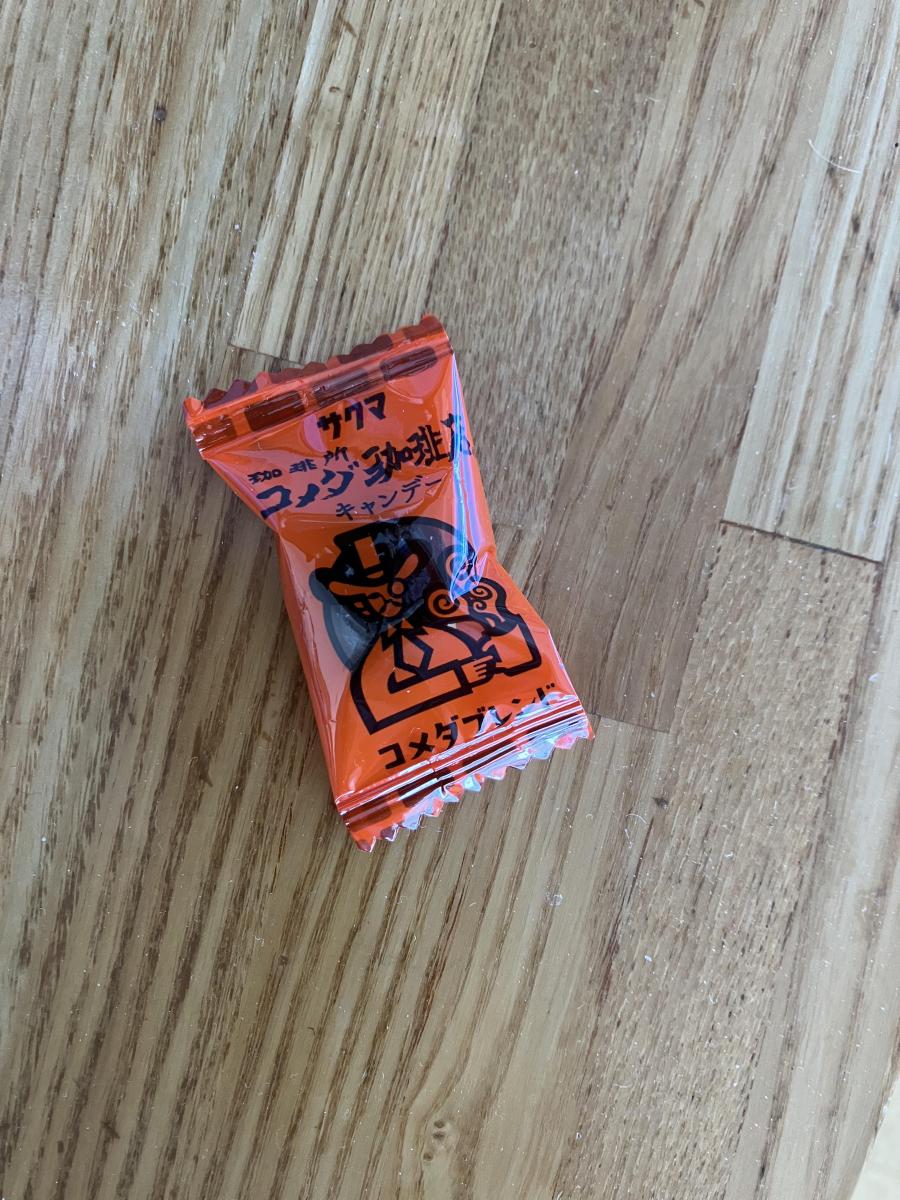 サクマ
珈琲所
コメダ珈琲店
キャンデー
コメダブレンド